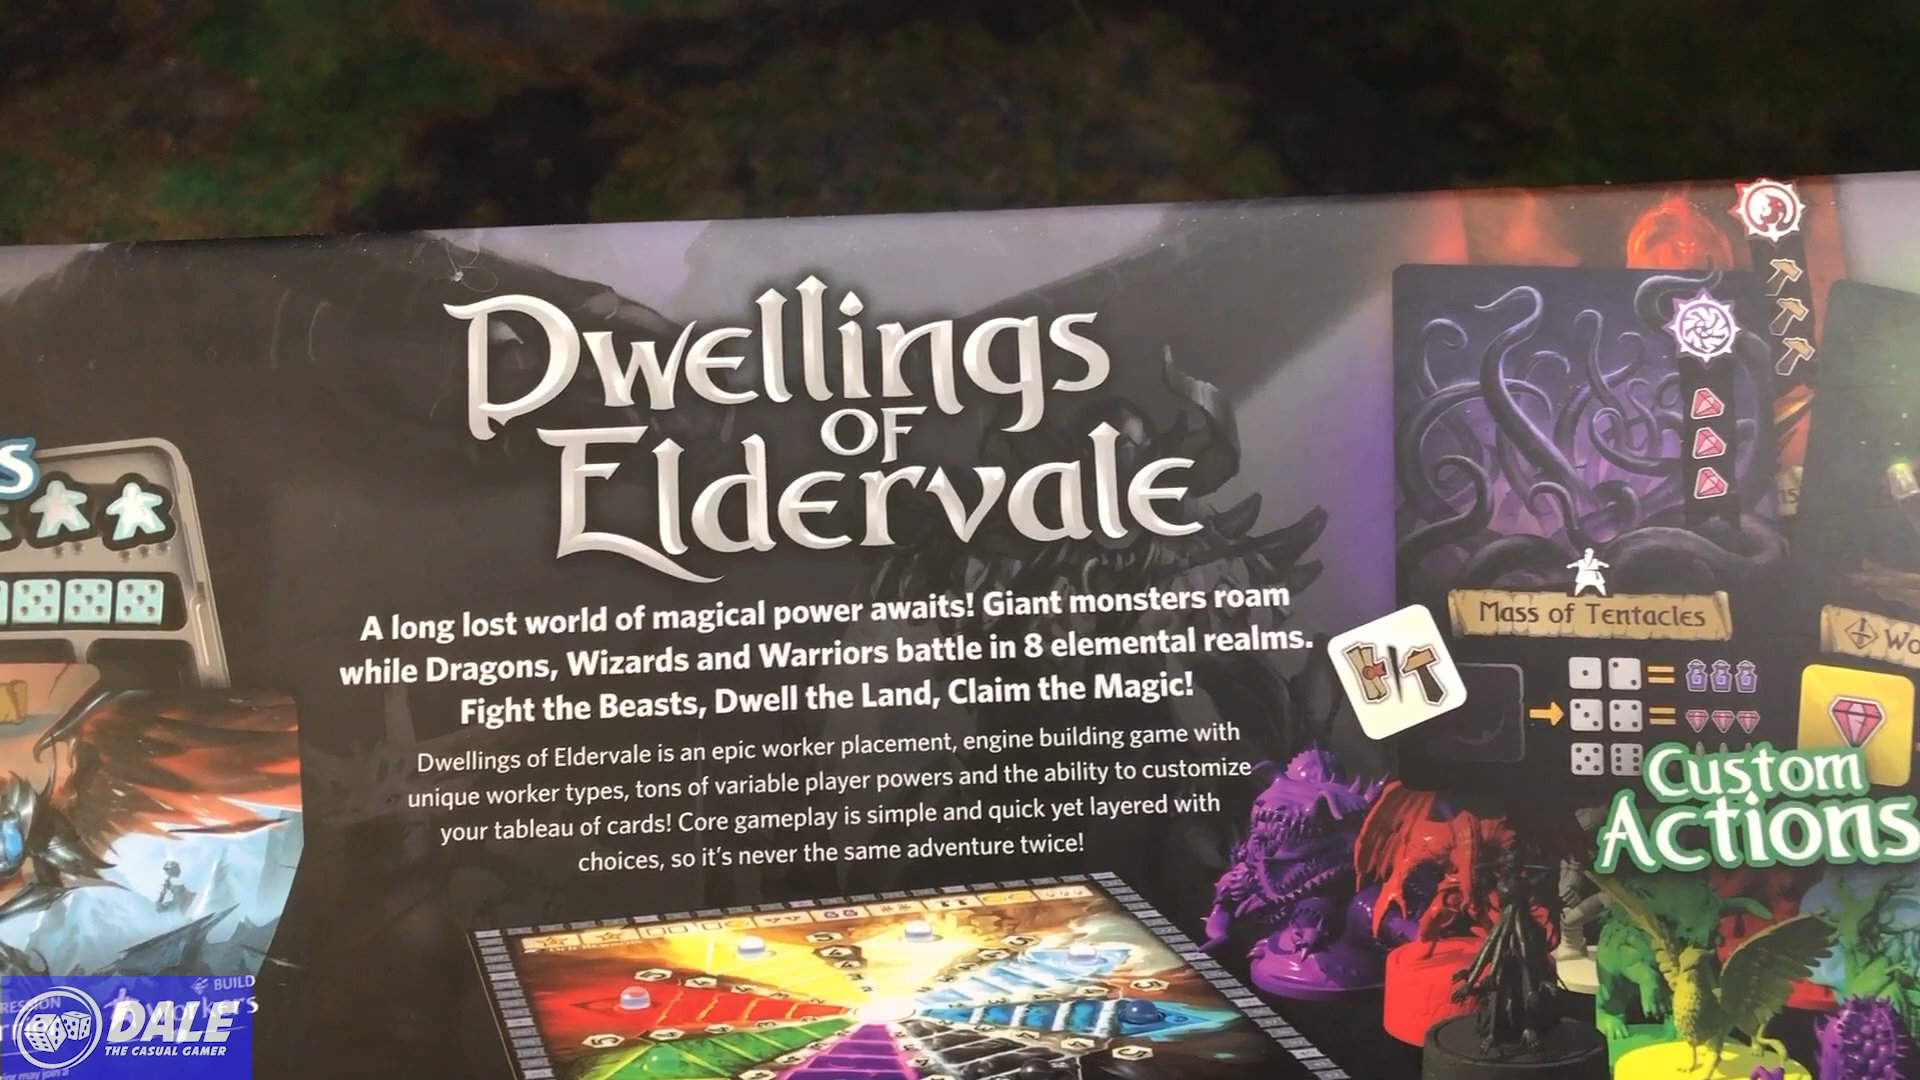 Dwellings
OF
Eldervale
A long lost world of magical power awaits! Giant monsters roam
while Dragons, Wizards and Warriors battle in 8 elemental realms.
Fight the Beasts, Dwell the Land, Claim the Magic!
Dwellings of Eldervale is an epic worker placement, engine building game with
unique worker types, tons of variable player powers and the ability to customize
your tableau of cards! Core gameplay is simple and quick yet layered with
choices, so it's never the same adventure twice!
Mass of Tentacles
Custom
Actions
BUILD
DALE
THE CASUAL GAMER